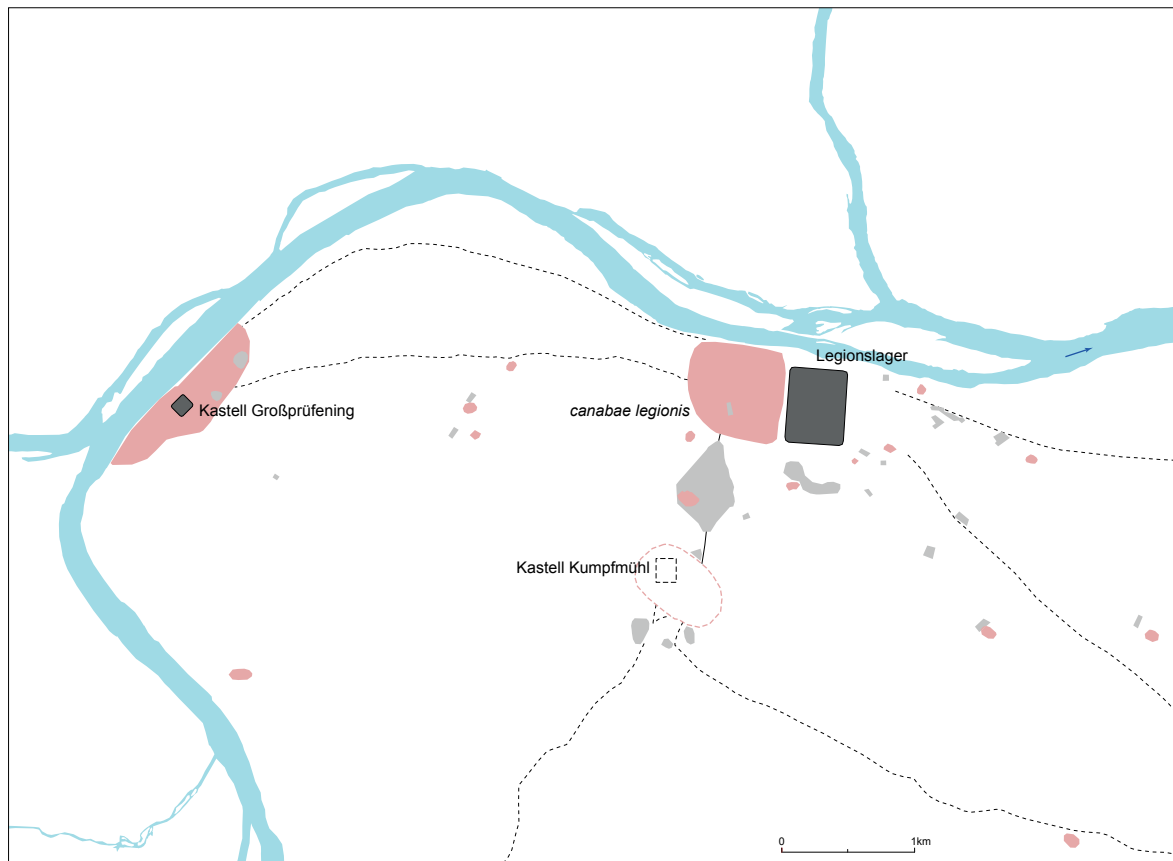 Legionslager
Kastell Großprüfening
canabae legionis
Kastell Kumpfmühl
0 1km